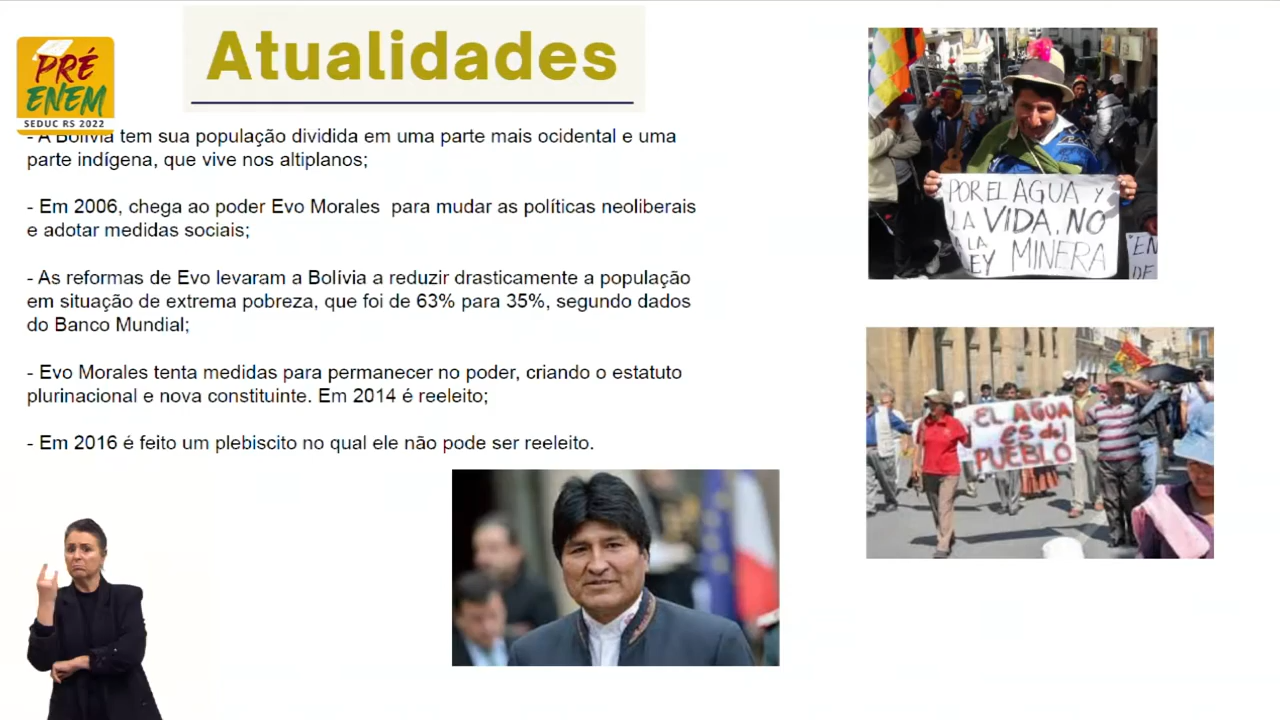 Atualidades
PRÉ
ENEM
SEDUC RS 2022
- A Bolívia tem sua população dividida em uma parte mais ocidental e uma
parte indígena, que vive nos altiplanos;
- Em 2006, chega ao poder Evo Morales para mudar as políticas neoliberais
e adotar medidas sociais;
- As reformas de Evo levaram a Bolívia a reduzir drasticamente a população
em situação de extrema pobreza, que foi de 63% para 35%, segundo dados
do Banco Mundial;
- Evo Morales tenta medidas para permanecer no poder, criando o estatuto
plurinacional e nova constituinte. Em 2014 é reeleito;
- Em 2016 é feito um plebiscito no qual ele não pode ser reeleito.
POR EL AGUA Y
LA VIDA. NO
A LA
LEY MINERA
"EN
DE
EL AGUA
es del
PUEBLO